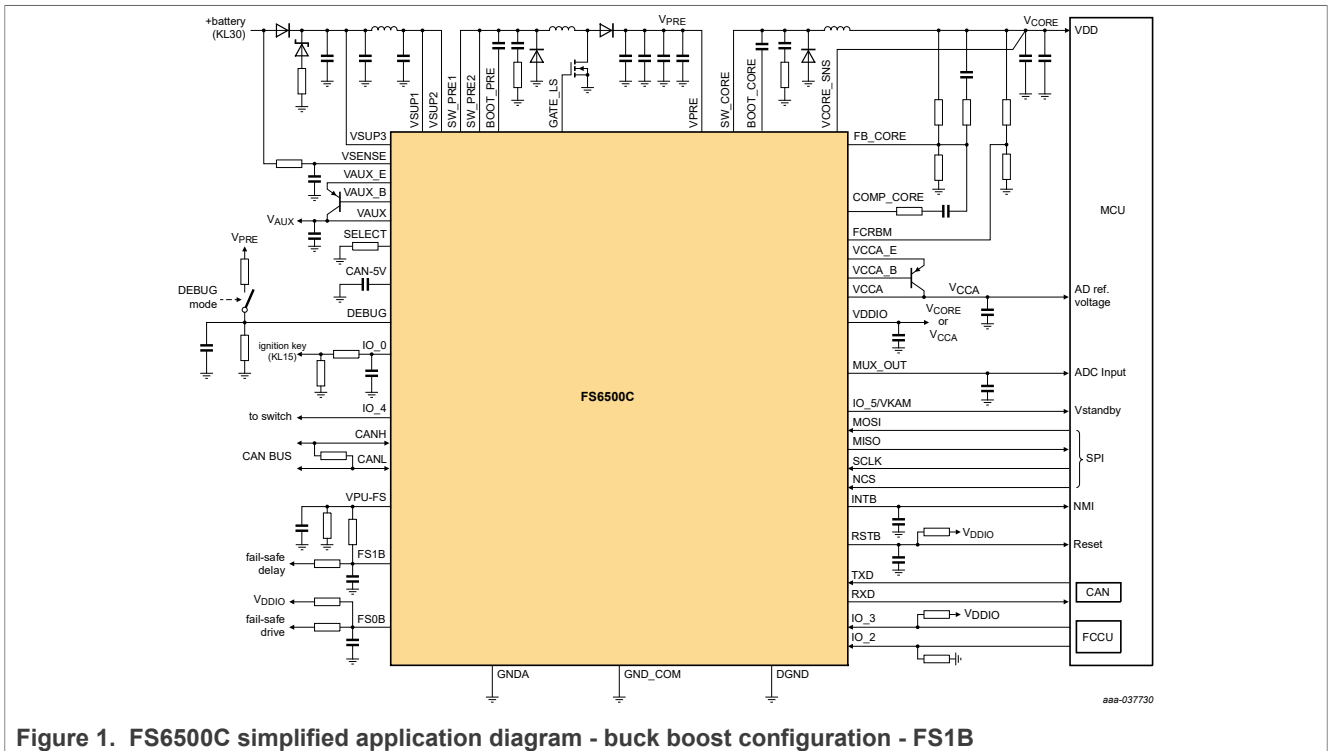 +battery
(KL30)
VPRE
VCORE
VDD
VSUP1
VSUP2
SW_PRE1
SW_PRE2
BOOT_PRE
GATE_LS
VPRE
SW_CORE
BOOT_CORE
VCORE_SNS
VSUP3
VSENSE
VAUX_E
VAUX_B
VAUX
VAUX
SELECT
VPRE
CAN-5V
DEBUG
mode
DEBUG
ignition key
(KL15)
IO_0
to switch
IO_4
CANH
CAN BUS
CANL
VPU-FS
fail-safe
delay
FS1B
VDDIO
fail-safe
drive
FS0B
FS6500C
GNDA
GND_COM
DGND
FB_CORE
COMP_CORE
FCRBM
VCCA_E
VCCA_B
VCCA
VCCA
VDDIO
VCORE
or
VCCA
MUX_OUT
IO_5/VKAM
MOSI
MISO
SCLK
NCS
INTB
RSTB
VDDIO
TXD
RXD
IO_3
VDDIO
IO_2
MCU
AD ref.
voltage
ADC Input
Vstandby
SPI
NMI
Reset
CAN
FCCU
aaa-037730
Figure 1. FS6500C simplified application diagram - buck boost configuration - FS1B